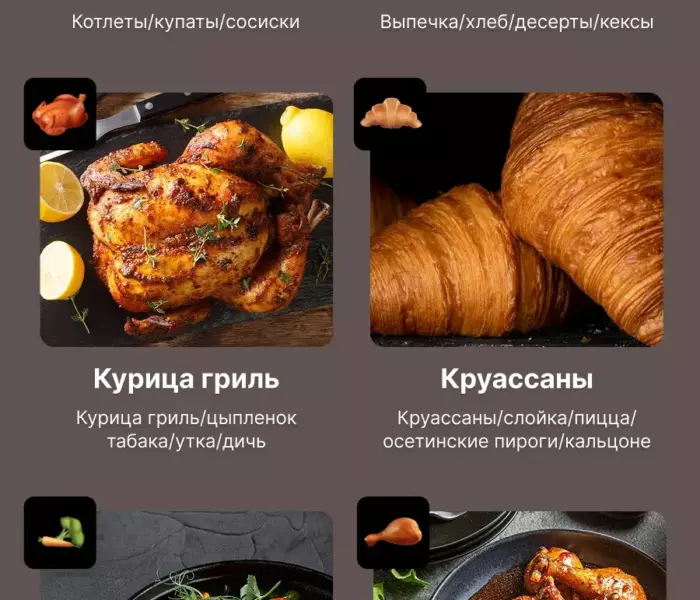 Котлеты/купаты/сосиски
Выпечка/хлеб/десерты/кексы
Курица гриль
Курица гриль/цыпленок
табака/утка/дичь
Круассаны
Круассаны/слойка/пицца/
осетинские пироги/кальцоне